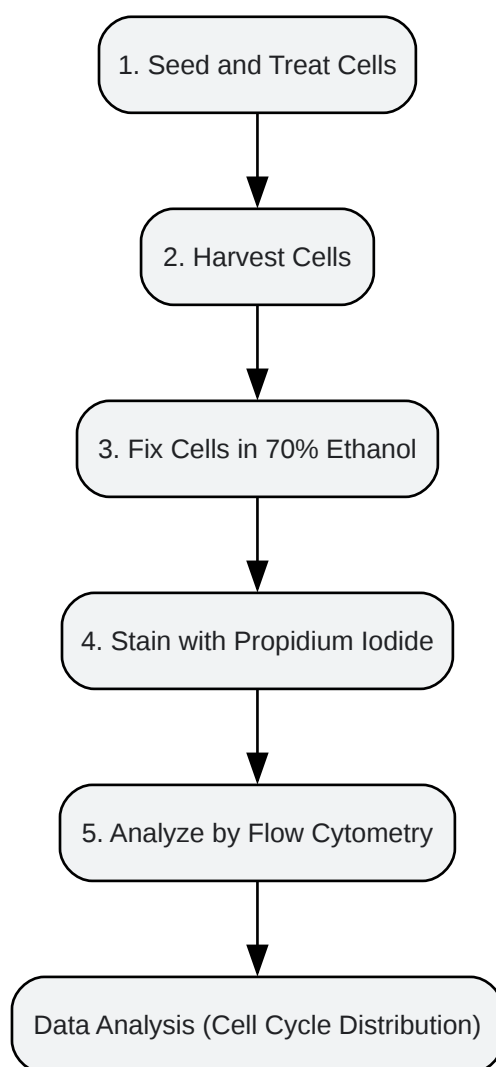 1. Seed and Treat Cells
2. Harvest Cells
3. Fix Cells in 70% Ethanol
4. Stain with Propidium Iodide
5. Analyze by Flow Cytometry
Data Analysis (Cell Cycle Distribution)